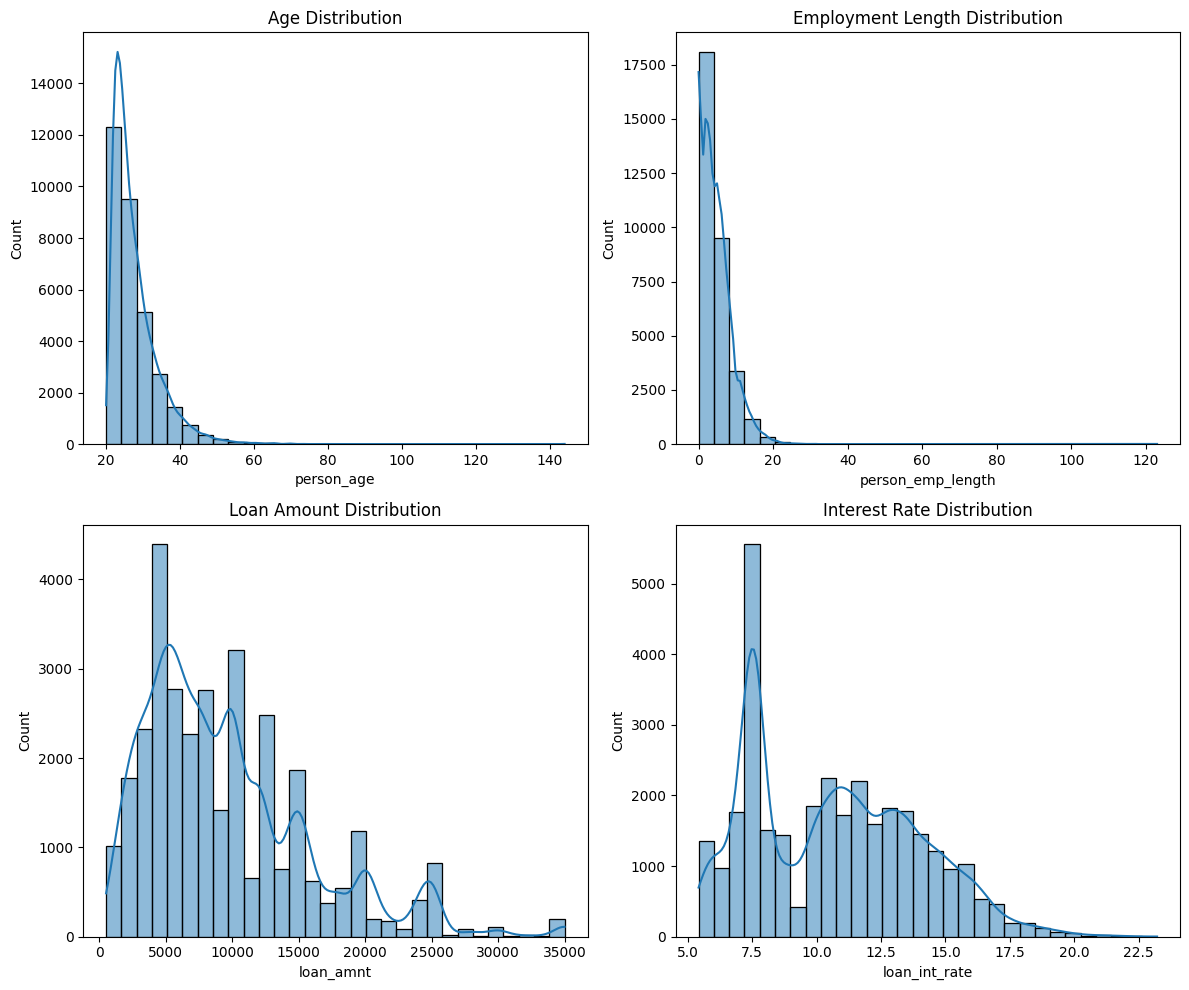 Age Distribution
14000
12000
10000
8000
6000
4000
2000
0
Count
20 40 60 80 100 120 140
person_age
Employment Length Distribution
17500
15000
12500
10000
7500
5000
2500
0
Count
0 20 40 60 80 100 120
person_emp_length
Loan Amount Distribution
4000
3000
2000
1000
0
Count
0 5000 10000 15000 20000 25000 30000 35000
loan_amnt
Interest Rate Distribution
5000
4000
3000
2000
1000
0
Count
5.0 7.5 10.0 12.5 15.0 17.5 20.0 22.5
loan_int_rate